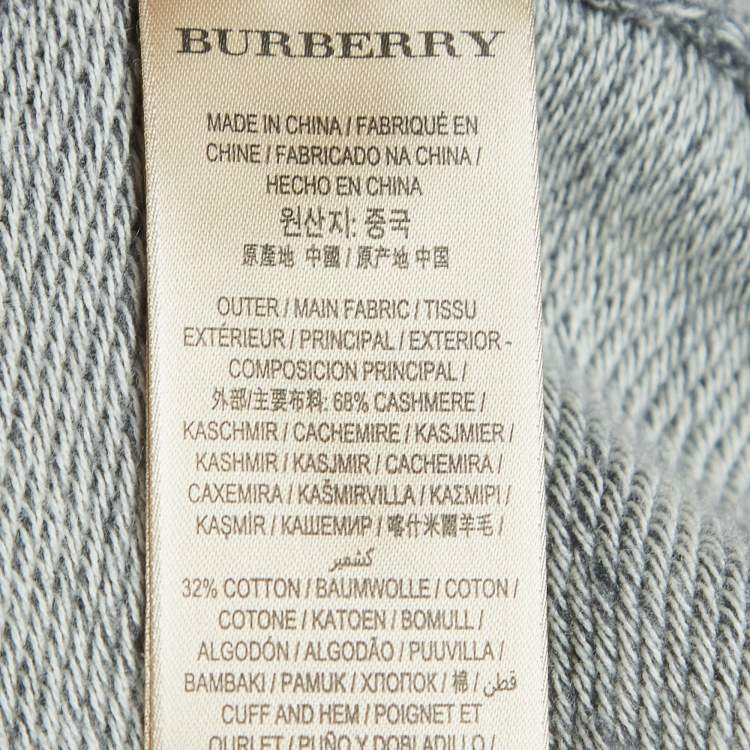 BURBERRY
MADE IN CHINA / FABRIQUÉ EN
CHINE / FABRICADO NA CHINA /
HECHO EN CHINA
원산지: 중국
原產地 中國 / 原产地 中国
OUTER / MAIN FABRIC / TISSU
EXTÉRIEUR / PRINCIPAL / EXTERIOR -
COMPOSICION PRINCIPAL /
外部/主要布料: 68% CASHMERE /
KASCHMIR / CACHEMIRE / KASJMIER /
KASHMIR / KASJMIR / CACHEMIRA /
CAXEMIRA / KAŠMIRVILLA / ΚΑΣΜΙΡΙ /
KAŞMİR / КАШЕМИР / 喀什米爾羊毛 /
كشمير
32% COTTON / BAUMWOLLE / COTON /
COTONE / KATOEN / BOMULL /
ALGODÓN / ALGODÃO / PUUVILLA /
ΒΑΜΒΑΚΙ / PAMUK / ХЛОПОК / 棉 / قطن
CUFF AND HEM / POIGNET ET
OURLET / PUÑO Y DOBLADILLO /